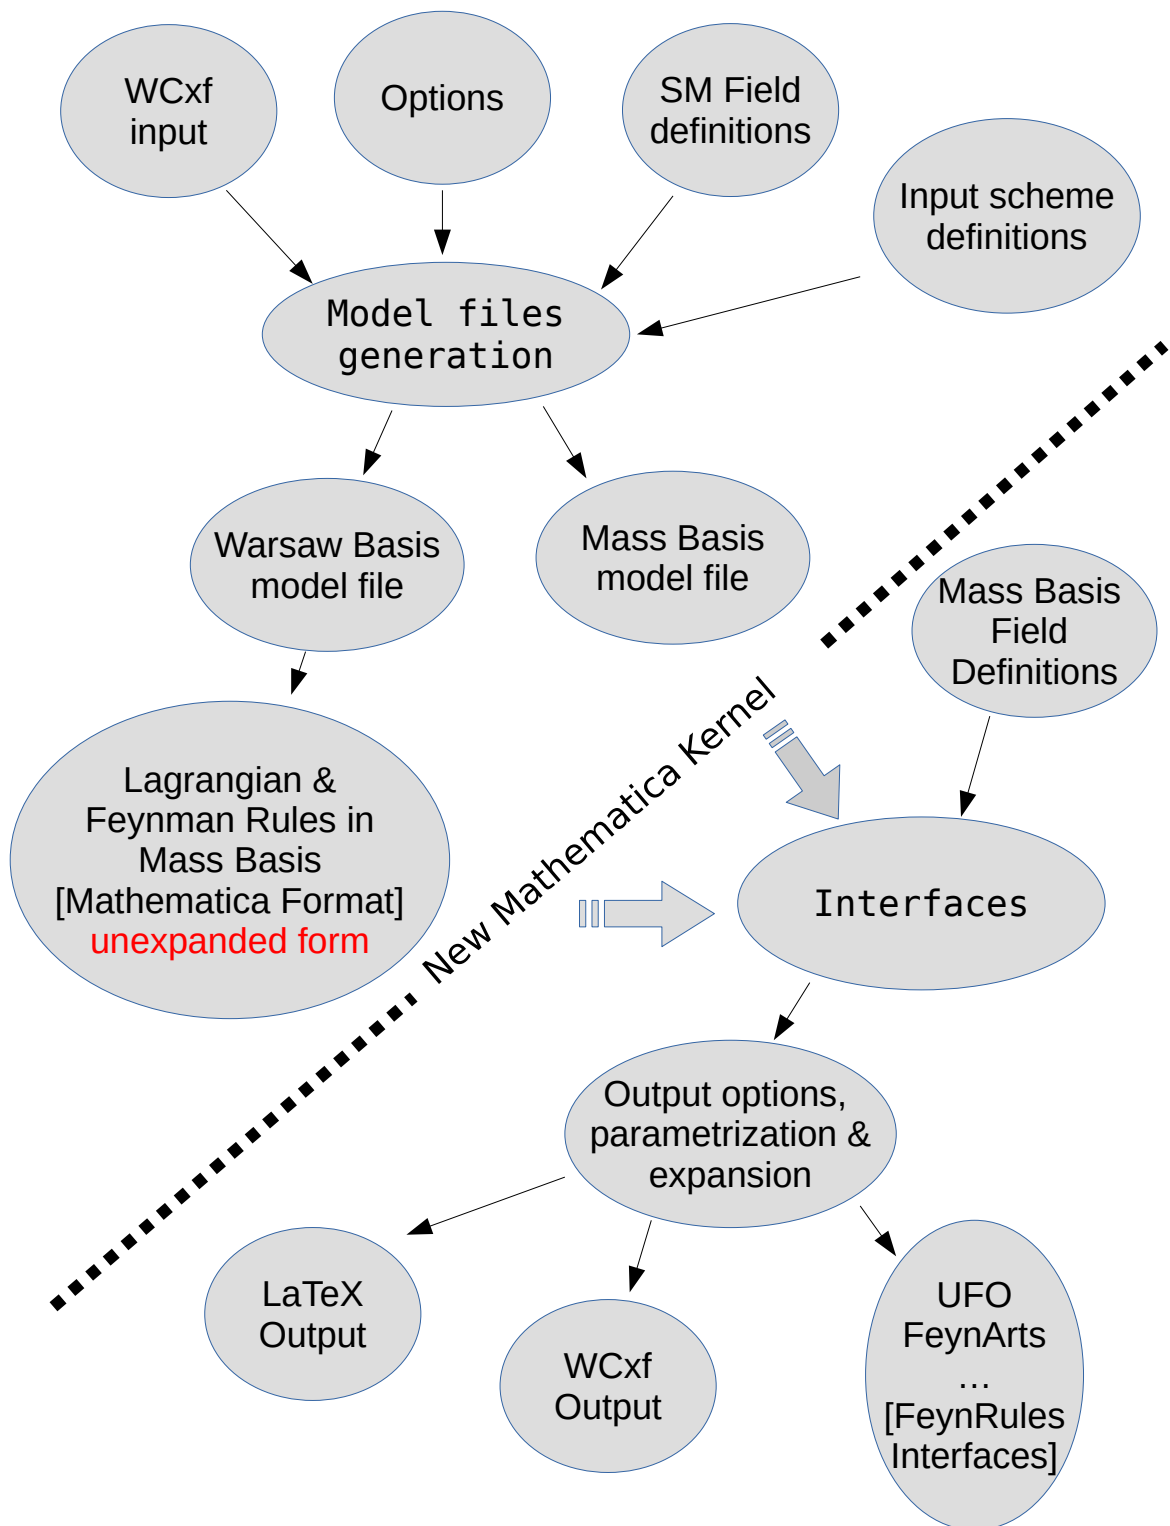 WCxf
input
Options
SM Field
definitions
Input scheme
definitions
Model files
generation
Warsaw Basis
model file
Mass Basis
model file
Mass Basis
Field
Definitions
Lagrangian &
Feynman Rules in
Mass Basis
[Mathematica Format]
unexpanded form
New Mathematica Kernel
Interfaces
Output options,
parametrization &
expansion
LaTeX
Output
WCxf
Output
UFO
FeynArts
...
[FeynRules
Interfaces]